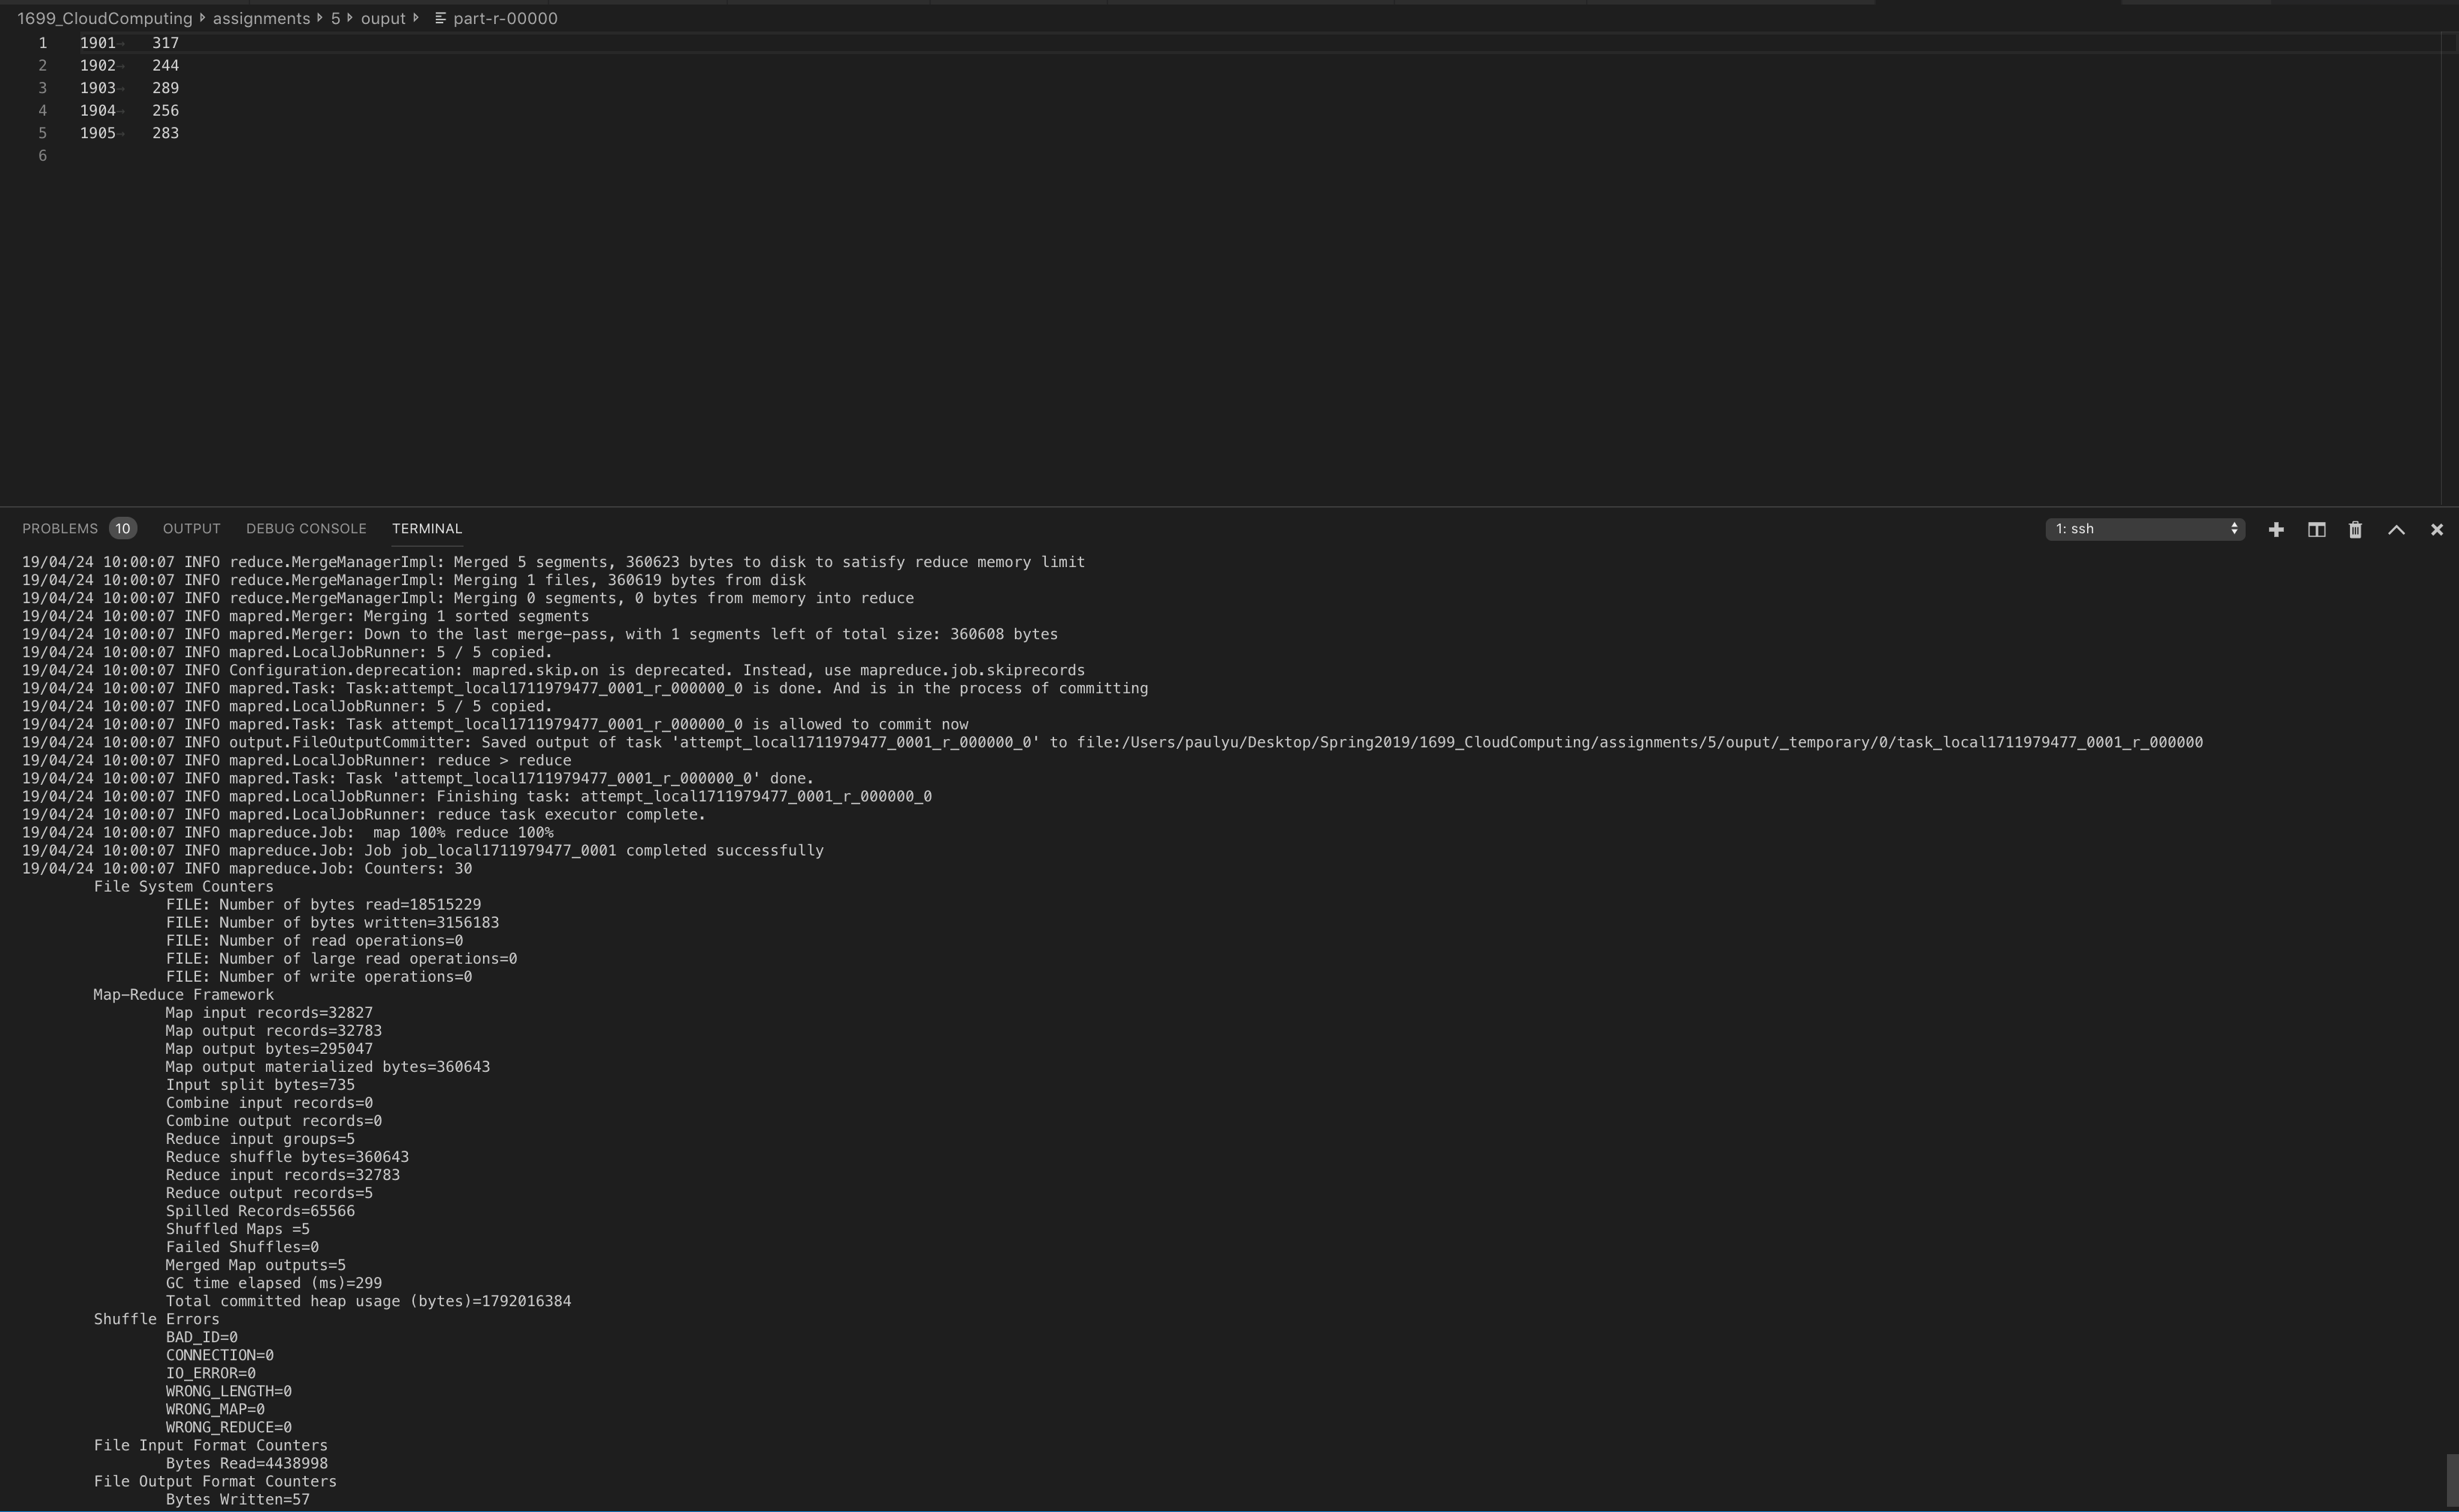 1699_CloudComputing ▸ assignments ▸ 5 ▸ ouput ▸ part-r-00000
1 1901 317
2 1902 244
3 1903 289
4 1904 256
5 1905 283
6
PROBLEMS 10 OUTPUT DEBUG CONSOLE TERMINAL 1: ssh
19/04/24 10:00:07 INFO reduce.MergeManagerImpl: Merged 5 segments, 360623 bytes to disk to satisfy reduce memory limit
19/04/24 10:00:07 INFO reduce.MergeManagerImpl: Merging 1 files, 360619 bytes from disk
19/04/24 10:00:07 INFO reduce.MergeManagerImpl: Merging 0 segments, 0 bytes from memory into reduce
19/04/24 10:00:07 INFO mapred.Merger: Merging 1 sorted segments
19/04/24 10:00:07 INFO mapred.Merger: Down to the last merge-pass, with 1 segments left of total size: 360608 bytes
19/04/24 10:00:07 INFO mapred.LocalJobRunner: 5 / 5 copied.
19/04/24 10:00:07 INFO Configuration.deprecation: mapred.skip.on is deprecated. Instead, use mapreduce.job.skiprecords
19/04/24 10:00:07 INFO mapred.Task: Task:attempt_local1711979477_0001_r_000000_0 is done. And is in the process of committing
19/04/24 10:00:07 INFO mapred.LocalJobRunner: 5 / 5 copied.
19/04/24 10:00:07 INFO mapred.Task: Task attempt_local1711979477_0001_r_000000_0 is allowed to commit now
19/04/24 10:00:07 INFO output.FileOutputCommitter: Saved output of task 'attempt_local1711979477_0001_r_000000_0' to file:/Users/paulyu/Desktop/Spring2019/1699_CloudComputing/assignments/5/ouput/_temporary/0/task_local1711979477_0001_r_000000
19/04/24 10:00:07 INFO mapred.LocalJobRunner: reduce > reduce
19/04/24 10:00:07 INFO mapred.Task: Task 'attempt_local1711979477_0001_r_000000_0' done.
19/04/24 10:00:07 INFO mapred.LocalJobRunner: Finishing task: attempt_local1711979477_0001_r_000000_0
19/04/24 10:00:07 INFO mapred.LocalJobRunner: reduce task executor complete.
19/04/24 10:00:07 INFO mapreduce.Job:  map 100% reduce 100%
19/04/24 10:00:07 INFO mapreduce.Job: Job job_local1711979477_0001 completed successfully
19/04/24 10:00:07 INFO mapreduce.Job: Counters: 30
File System Counters
FILE: Number of bytes read=18515229
FILE: Number of bytes written=3156183
FILE: Number of read operations=0
FILE: Number of large read operations=0
FILE: Number of write operations=0
Map-Reduce Framework
Map input records=32827
Map output records=32783
Map output bytes=295047
Map output materialized bytes=360643
Input split bytes=735
Combine input records=0
Combine output records=0
Reduce input groups=5
Reduce shuffle bytes=360643
Reduce input records=32783
Reduce output records=5
Spilled Records=65566
Shuffled Maps =5
Failed Shuffles=0
Merged Map outputs=5
GC time elapsed (ms)=299
Total committed heap usage (bytes)=1792016384
Shuffle Errors
BAD_ID=0
CONNECTION=0
IO_ERROR=0
WRONG_LENGTH=0
WRONG_MAP=0
WRONG_REDUCE=0
File Input Format Counters
Bytes Read=4438998
File Output Format Counters
Bytes Written=57